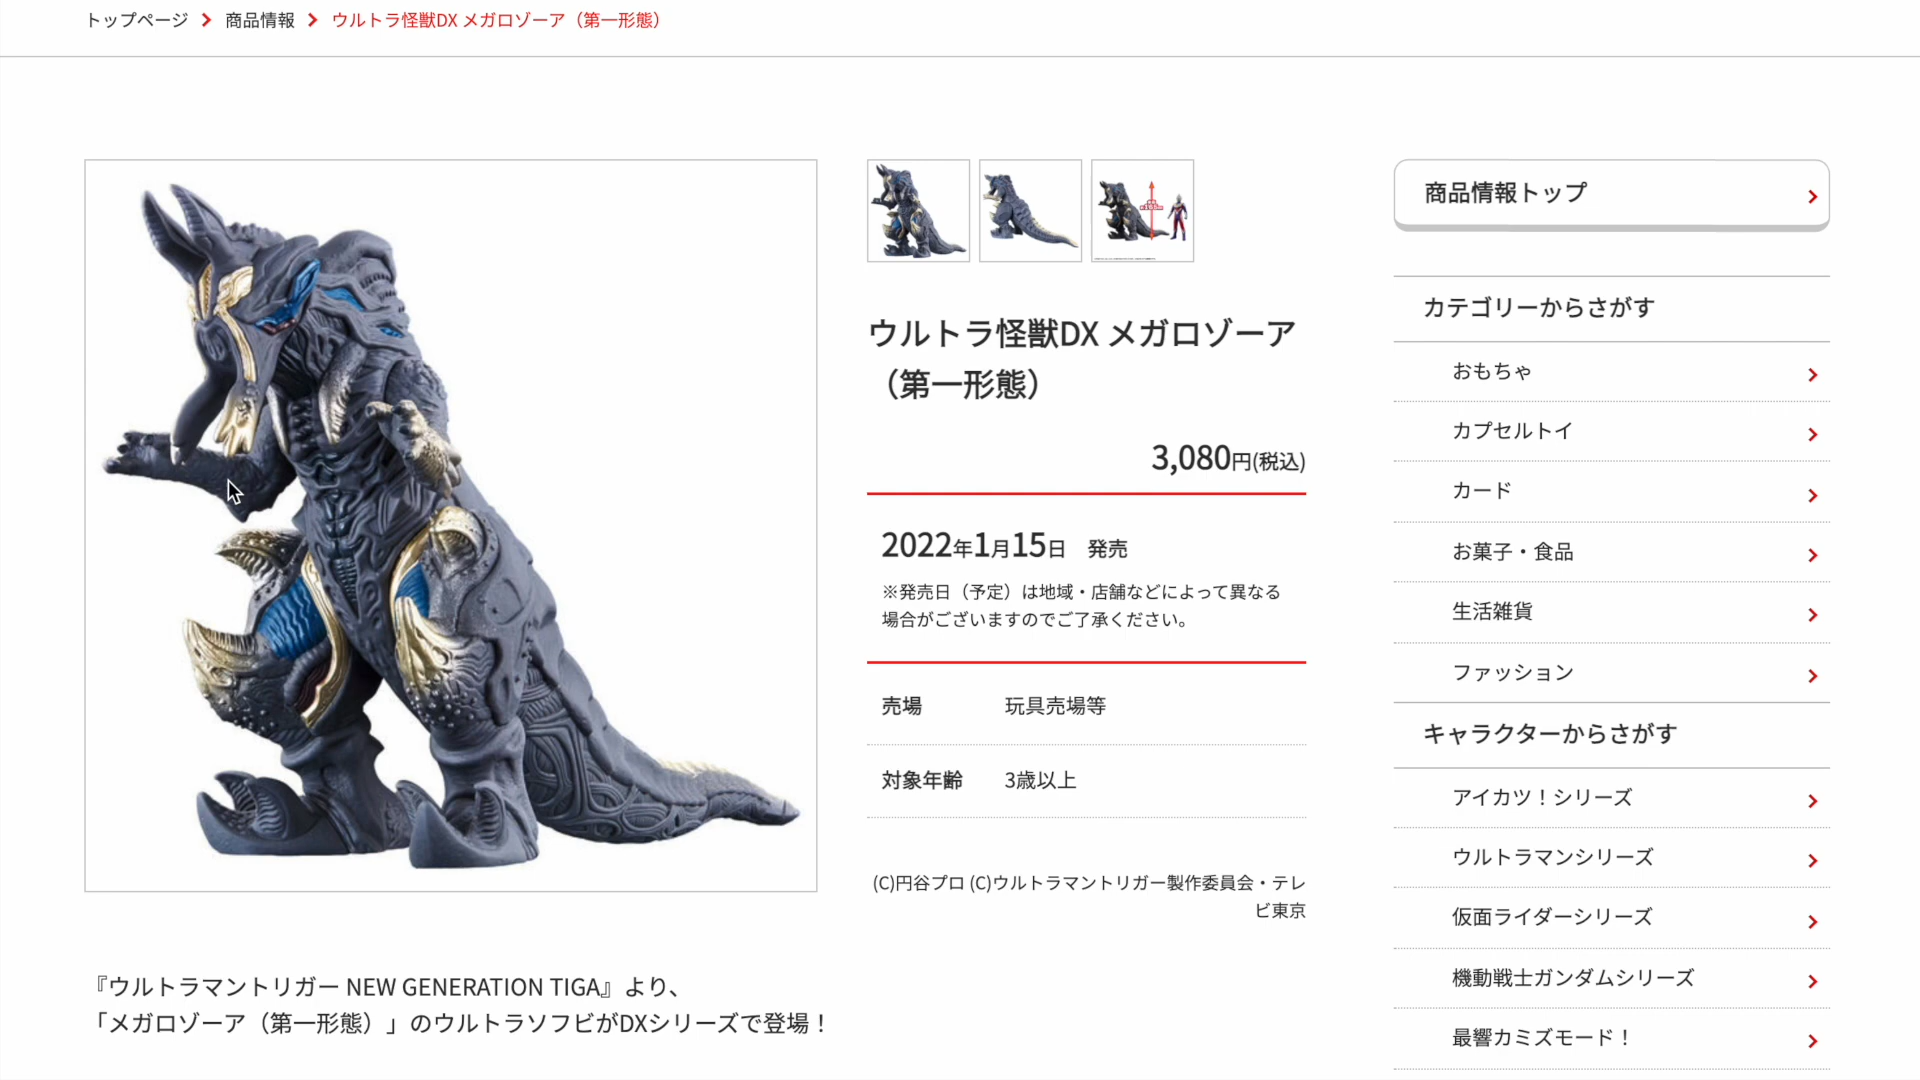 トップページ
商品情報
ウルトラ怪獣DX メガロゾーア（第一形態）
ウルトラ怪獣DX メガロゾーア
（第一形態）
3,080円(税込)
2022年1月15日 発売
※発売日（予定）は地域・店舗などによって異なる
場合がございますのでご了承ください。
売場 玩具売場等
対象年齢 3歳以上
(C)円谷プロ (C)ウルトラマントリガー製作委員会・テレ
ビ東京
『ウルトラマントリガー NEW GENERATION TIGA』より、
「メガロゾーア（第一形態）」のウルトラソフビがDXシリーズで登場！
商品情報トップ
カテゴリーからさがす
おもちゃ
カプセルトイ
カード
お菓子・食品
生活雑貨
ファッション
キャラクターからさがす
アイカツ！シリーズ
ウルトラマンシリーズ
仮面ライダーシリーズ
機動戦士ガンダムシリーズ
最響カミズモード！